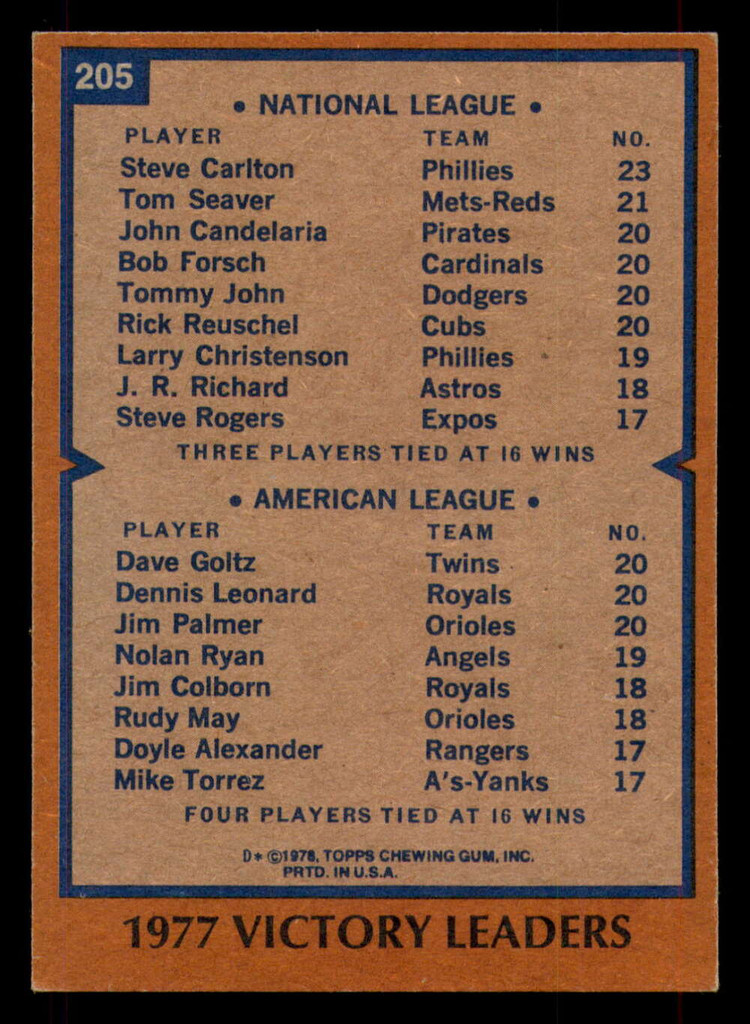 205
• NATIONAL LEAGUE •
PLAYER TEAM NO.
Steve Carlton Phillies 23
Tom Seaver Mets-Reds 21
John Candelaria Pirates 20
Bob Forsch Cardinals 20
Tommy John Dodgers 20
Rick Reuschel Cubs 20
Larry Christenson Phillies 19
J. R. Richard Astros 18
Steve Rogers Expos 17
THREE PLAYERS TIED AT 16 WINS
• AMERICAN LEAGUE •
PLAYER TEAM NO.
Dave Goltz Twins 20
Dennis Leonard Royals 20
Jim Palmer Orioles 20
Nolan Ryan Angels 19
Jim Colborn Royals 18
Rudy May Orioles 18
Doyle Alexander Rangers 17
Mike Torrez A's-Yanks 17
FOUR PLAYERS TIED AT 16 WINS
D* ©1978, TOPPS CHEWING GUM, INC.
PRTD. IN U.S.A.
1977 VICTORY LEADERS